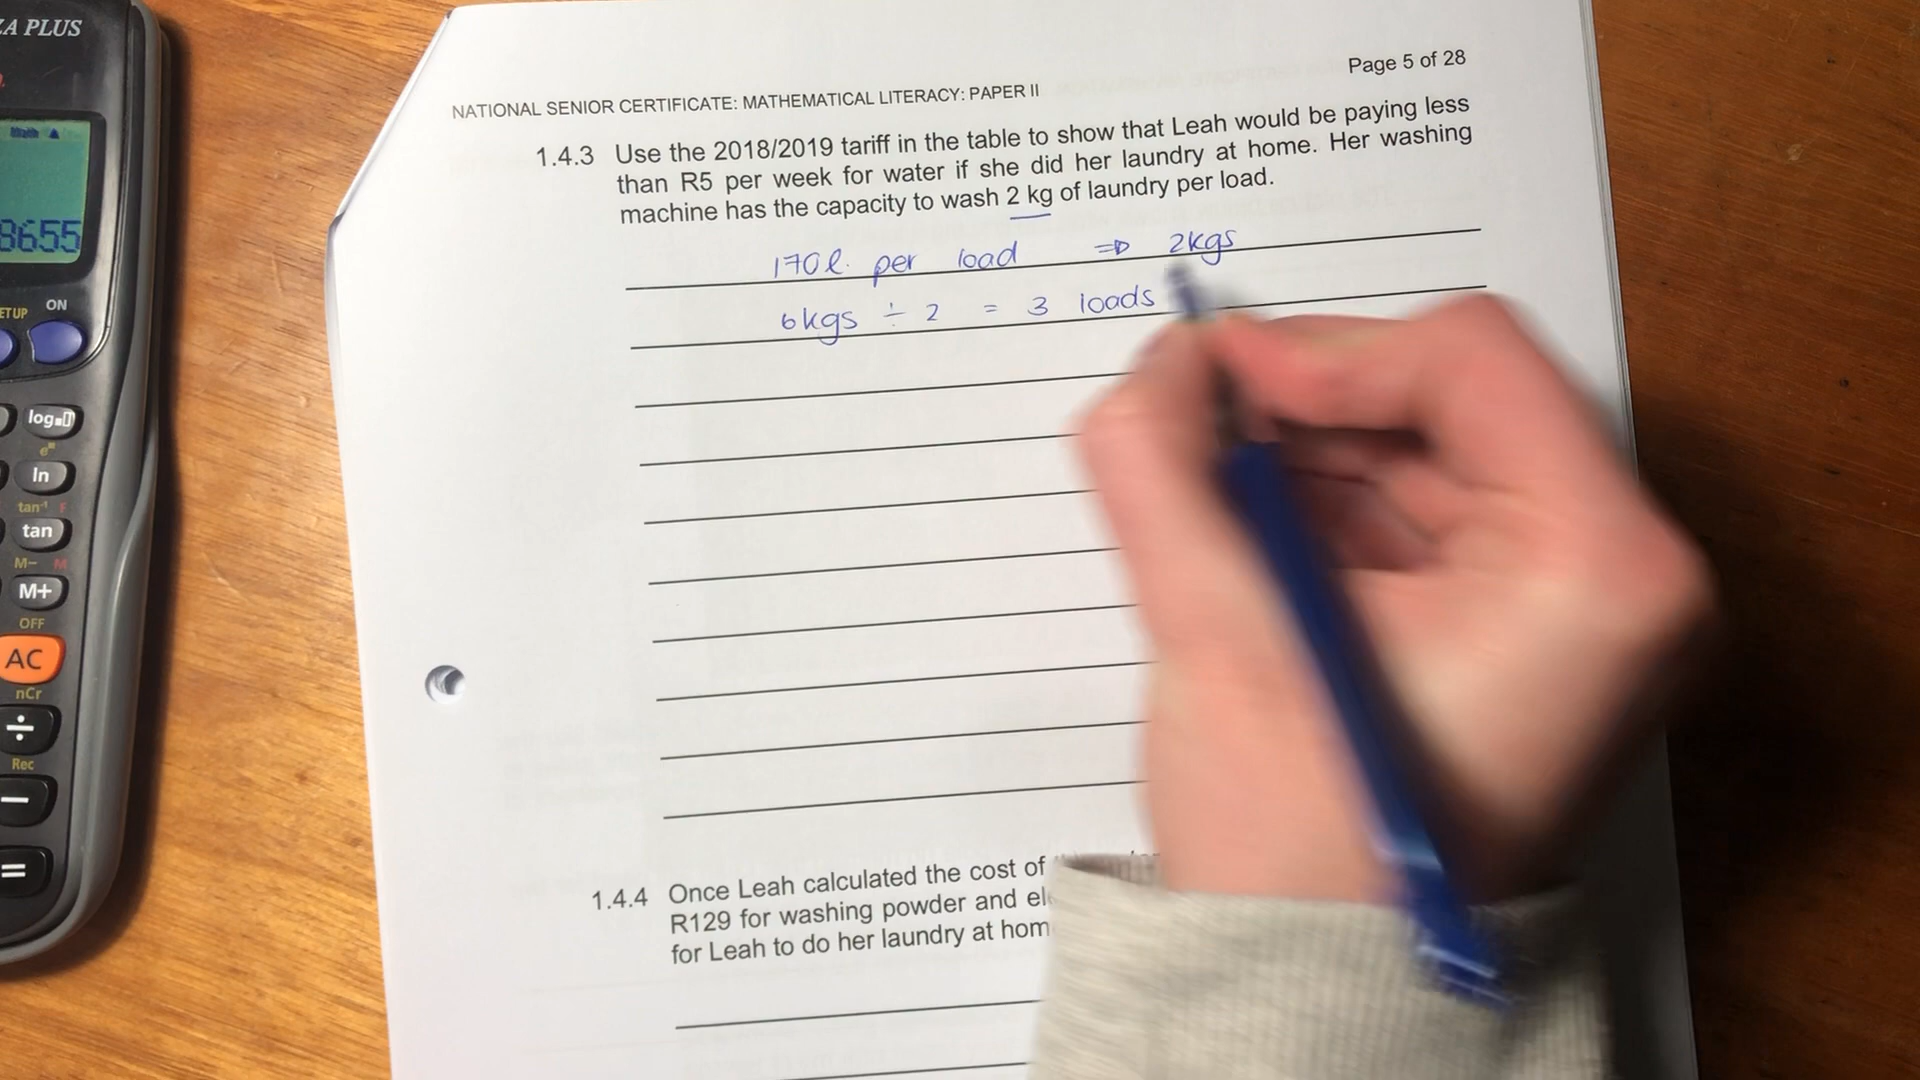 A PLUS
Math ▲
8655
SETUP ON
log
eˣ
ln
tan⁻¹ F
tan
M− M
M+
OFF
AC
nCr
÷
Rec
−
=
Page 5 of 28
NATIONAL SENIOR CERTIFICATE: MATHEMATICAL LITERACY: PAPER II
1.4.3 Use the 2018/2019 tariff in the table to show that Leah would be paying less
than R5 per week for water if she did her laundry at home. Her washing
machine has the capacity to wash 2 kg of laundry per load.
170l. per load ⇒ 2kgs
6kgs ÷ 2 = 3 loads
1.4.4 Once Leah calculated the cost of
R129 for washing powder and
for Leah to do her laundry at hom